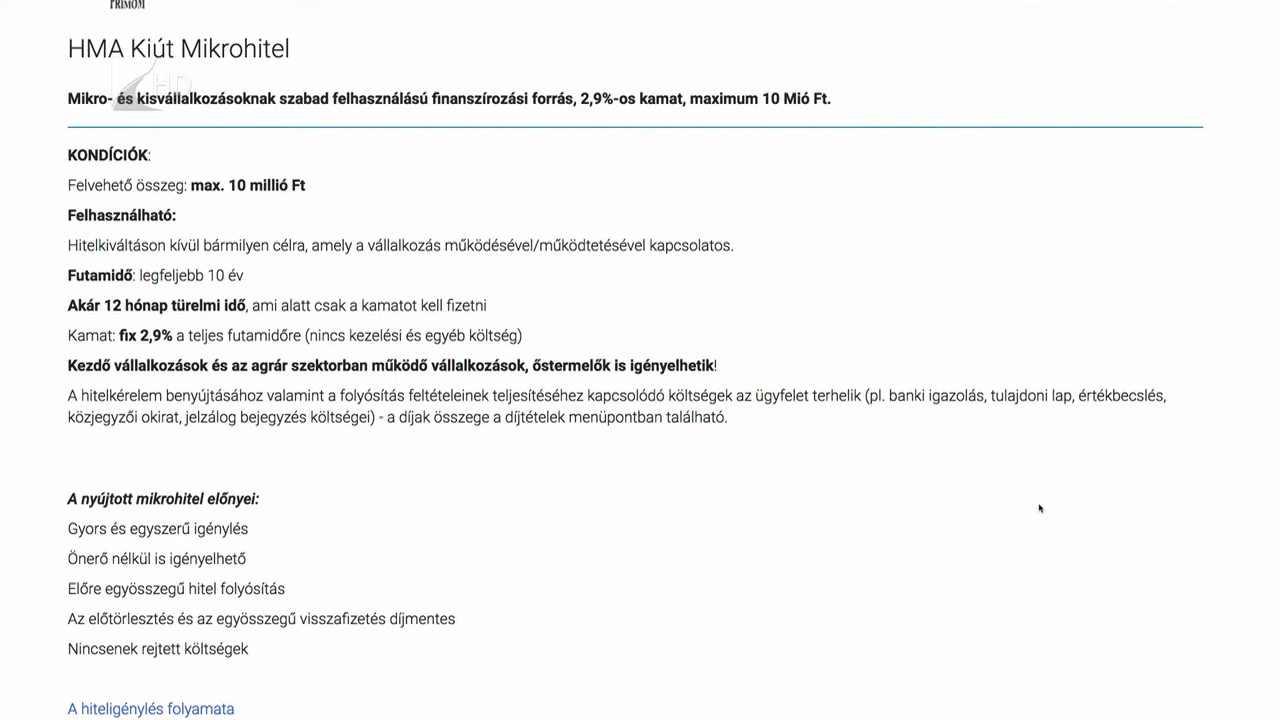 PRIMOM
HMA Kiút Mikrohitel
HD
Mikro- és kisvállalkozásoknak szabad felhasználású finanszírozási forrás, 2,9%-os kamat, maximum 10 Mió Ft.
KONDÍCIÓK:
Felvehető összeg: max. 10 millió Ft
Felhasználható:
Hitelkiváltáson kívül bármilyen célra, amely a vállalkozás működésével/működtetésével kapcsolatos.
Futamidő: legfeljebb 10 év
Akár 12 hónap türelmi idő, ami alatt csak a kamatot kell fizetni
Kamat: fix 2,9% a teljes futamidőre (nincs kezelési és egyéb költség)
Kezdő vállalkozások és az agrár szektorban működő vállalkozások, őstermelők is igényelhetik!
A hitelkérelem benyújtásához valamint a folyósítás feltételeinek teljesítéséhez kapcsolódó költségek az ügyfelet terhelik (pl. banki igazolás, tulajdoni lap, értékbecslés,
közjegyzői okirat, jelzálog bejegyzés költségei) - a díjak összege a díjtételek menüpontban található.
A nyújtott mikrohitel előnyei:
Gyors és egyszerű igénylés
Önerő nélkül is igényelhető
Előre egyösszegű hitel folyósítás
Az előtörlesztés és az egyösszegű visszafizetés díjmentes
Nincsenek rejtett költségek
A hiteligénylés folyamata